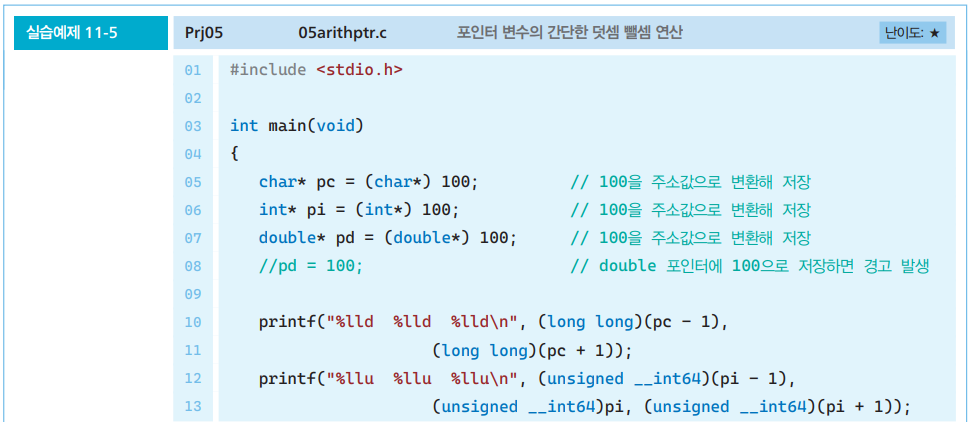 실습예제 11-5 Prj05 05arithptr.c 포인터 변수의 간단한 덧셈 뺄셈 연산 난이도: ★
01 #include <stdio.h>
02
03 int main(void)
04 {
05 char* pc = (char*) 100; // 100을 주소값으로 변환해 저장
06 int* pi = (int*) 100; // 100을 주소값으로 변환해 저장
07 double* pd = (double*) 100; // 100을 주소값으로 변환해 저장
08 //pd = 100; // double 포인터에 100으로 저장하면 경고 발생
09
10 printf("%lld %lld %lld\n", (long long)(pc - 1),
11 (long long)(pc + 1));
12 printf("%llu %llu %llu\n", (unsigned __int64)(pi - 1),
13 (unsigned __int64)pi, (unsigned __int64)(pi + 1));